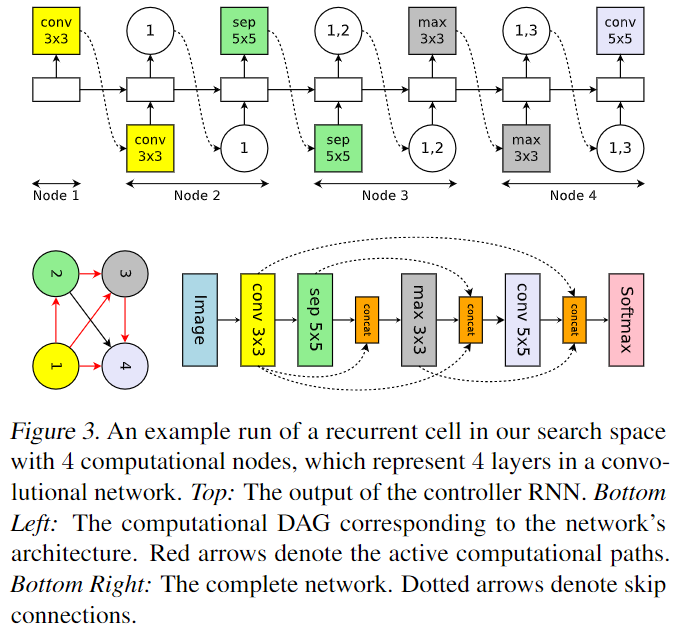 conv
3x3
1
sep
5x5
1,2
max
3x3
1,3
conv
5x5
conv
3x3
1
sep
5x5
1,2
max
3x3
1,3
Node 1
Node 2
Node 3
Node 4
2
3
1
4
Image
conv 3x3
sep 5x5
concat
max 3x3
concat
conv 5x5
concat
Softmax
Figure 3. An example run of a recurrent cell in our search space
with 4 computational nodes, which represent 4 layers in a convo-
lutional network. Top: The output of the controller RNN. Bottom
Left: The computational DAG corresponding to the network's
architecture. Red arrows denote the active computational paths.
Bottom Right: The complete network. Dotted arrows denote skip
connections.